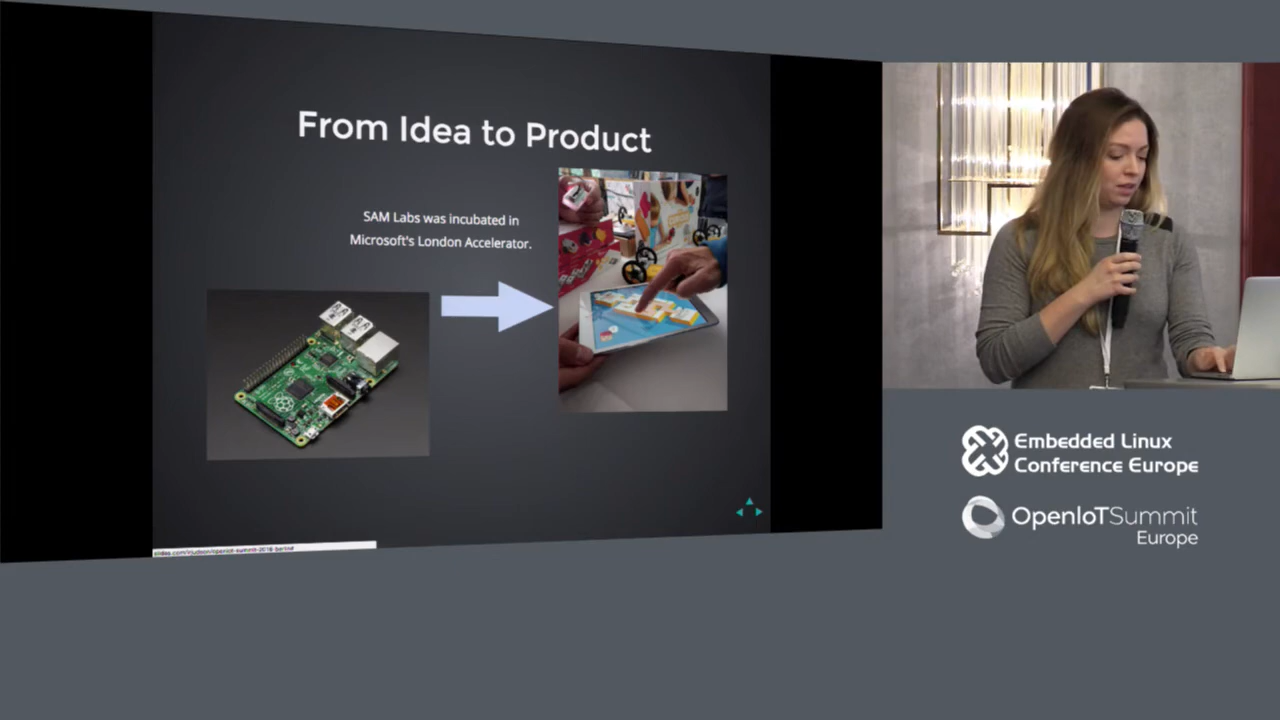 From Idea to Product
SAM Labs was incubated in
Microsoft's London Accelerator.
Embedded Linux
Conference Europe
OpenIoTSummit
Europe